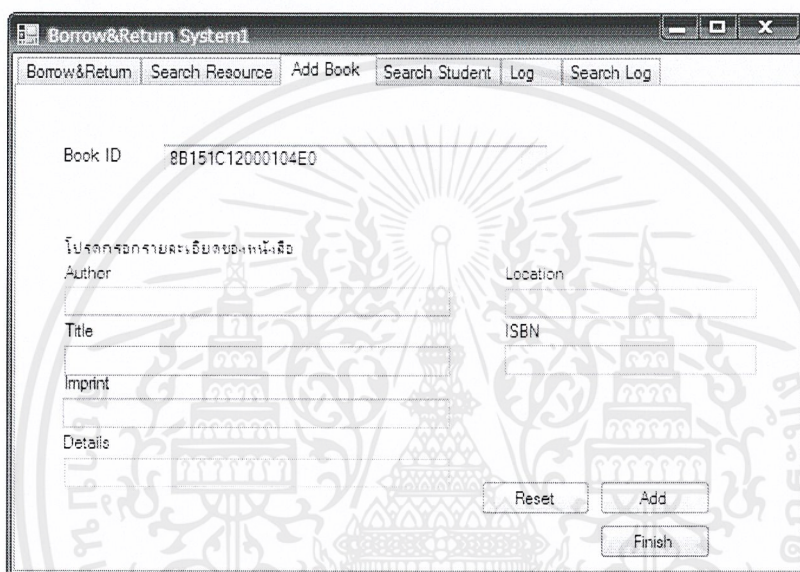 Borrow&Return System1
Borrow&Return Search Resource Add Book Search Student Log Search Log
Book ID 8B151C12000104E0
โปรดกรอกรายละเอียดของหนังสือ
Author Location
Title ISBN
Imprint
Details
Reset Add
Finish